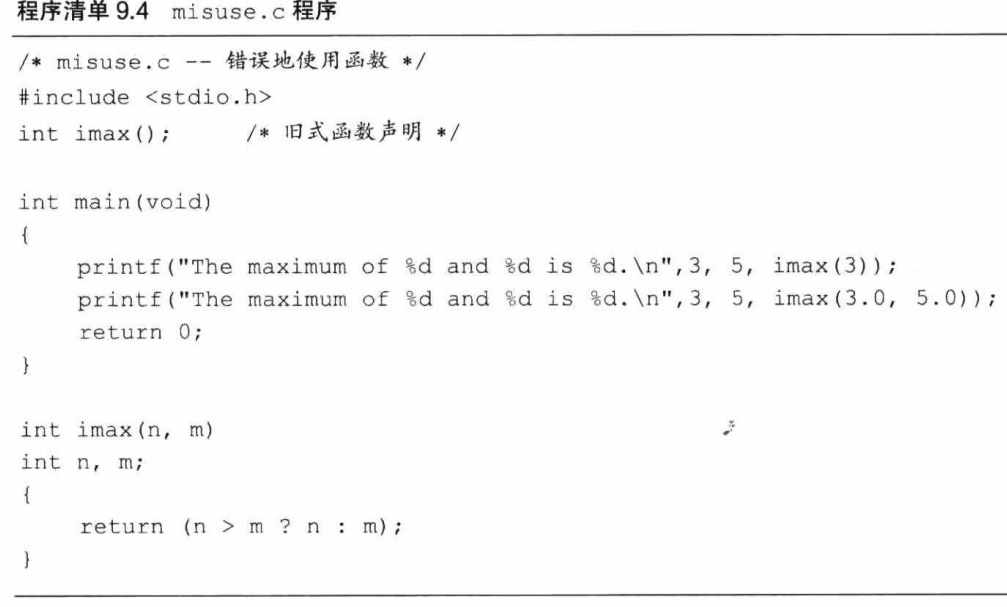 程序清单 9.4 misuse.c 程序
/* misuse.c -- 错误地使用函数 */
#include <stdio.h>
int imax();      /* 旧式函数声明 */
int main(void)
{
    printf("The maximum of %d and %d is %d.\n",3, 5, imax(3));
    printf("The maximum of %d and %d is %d.\n",3, 5, imax(3.0, 5.0));
    return 0;
}
int imax(n, m)
int n, m;
{
    return (n > m ? n : m);
}